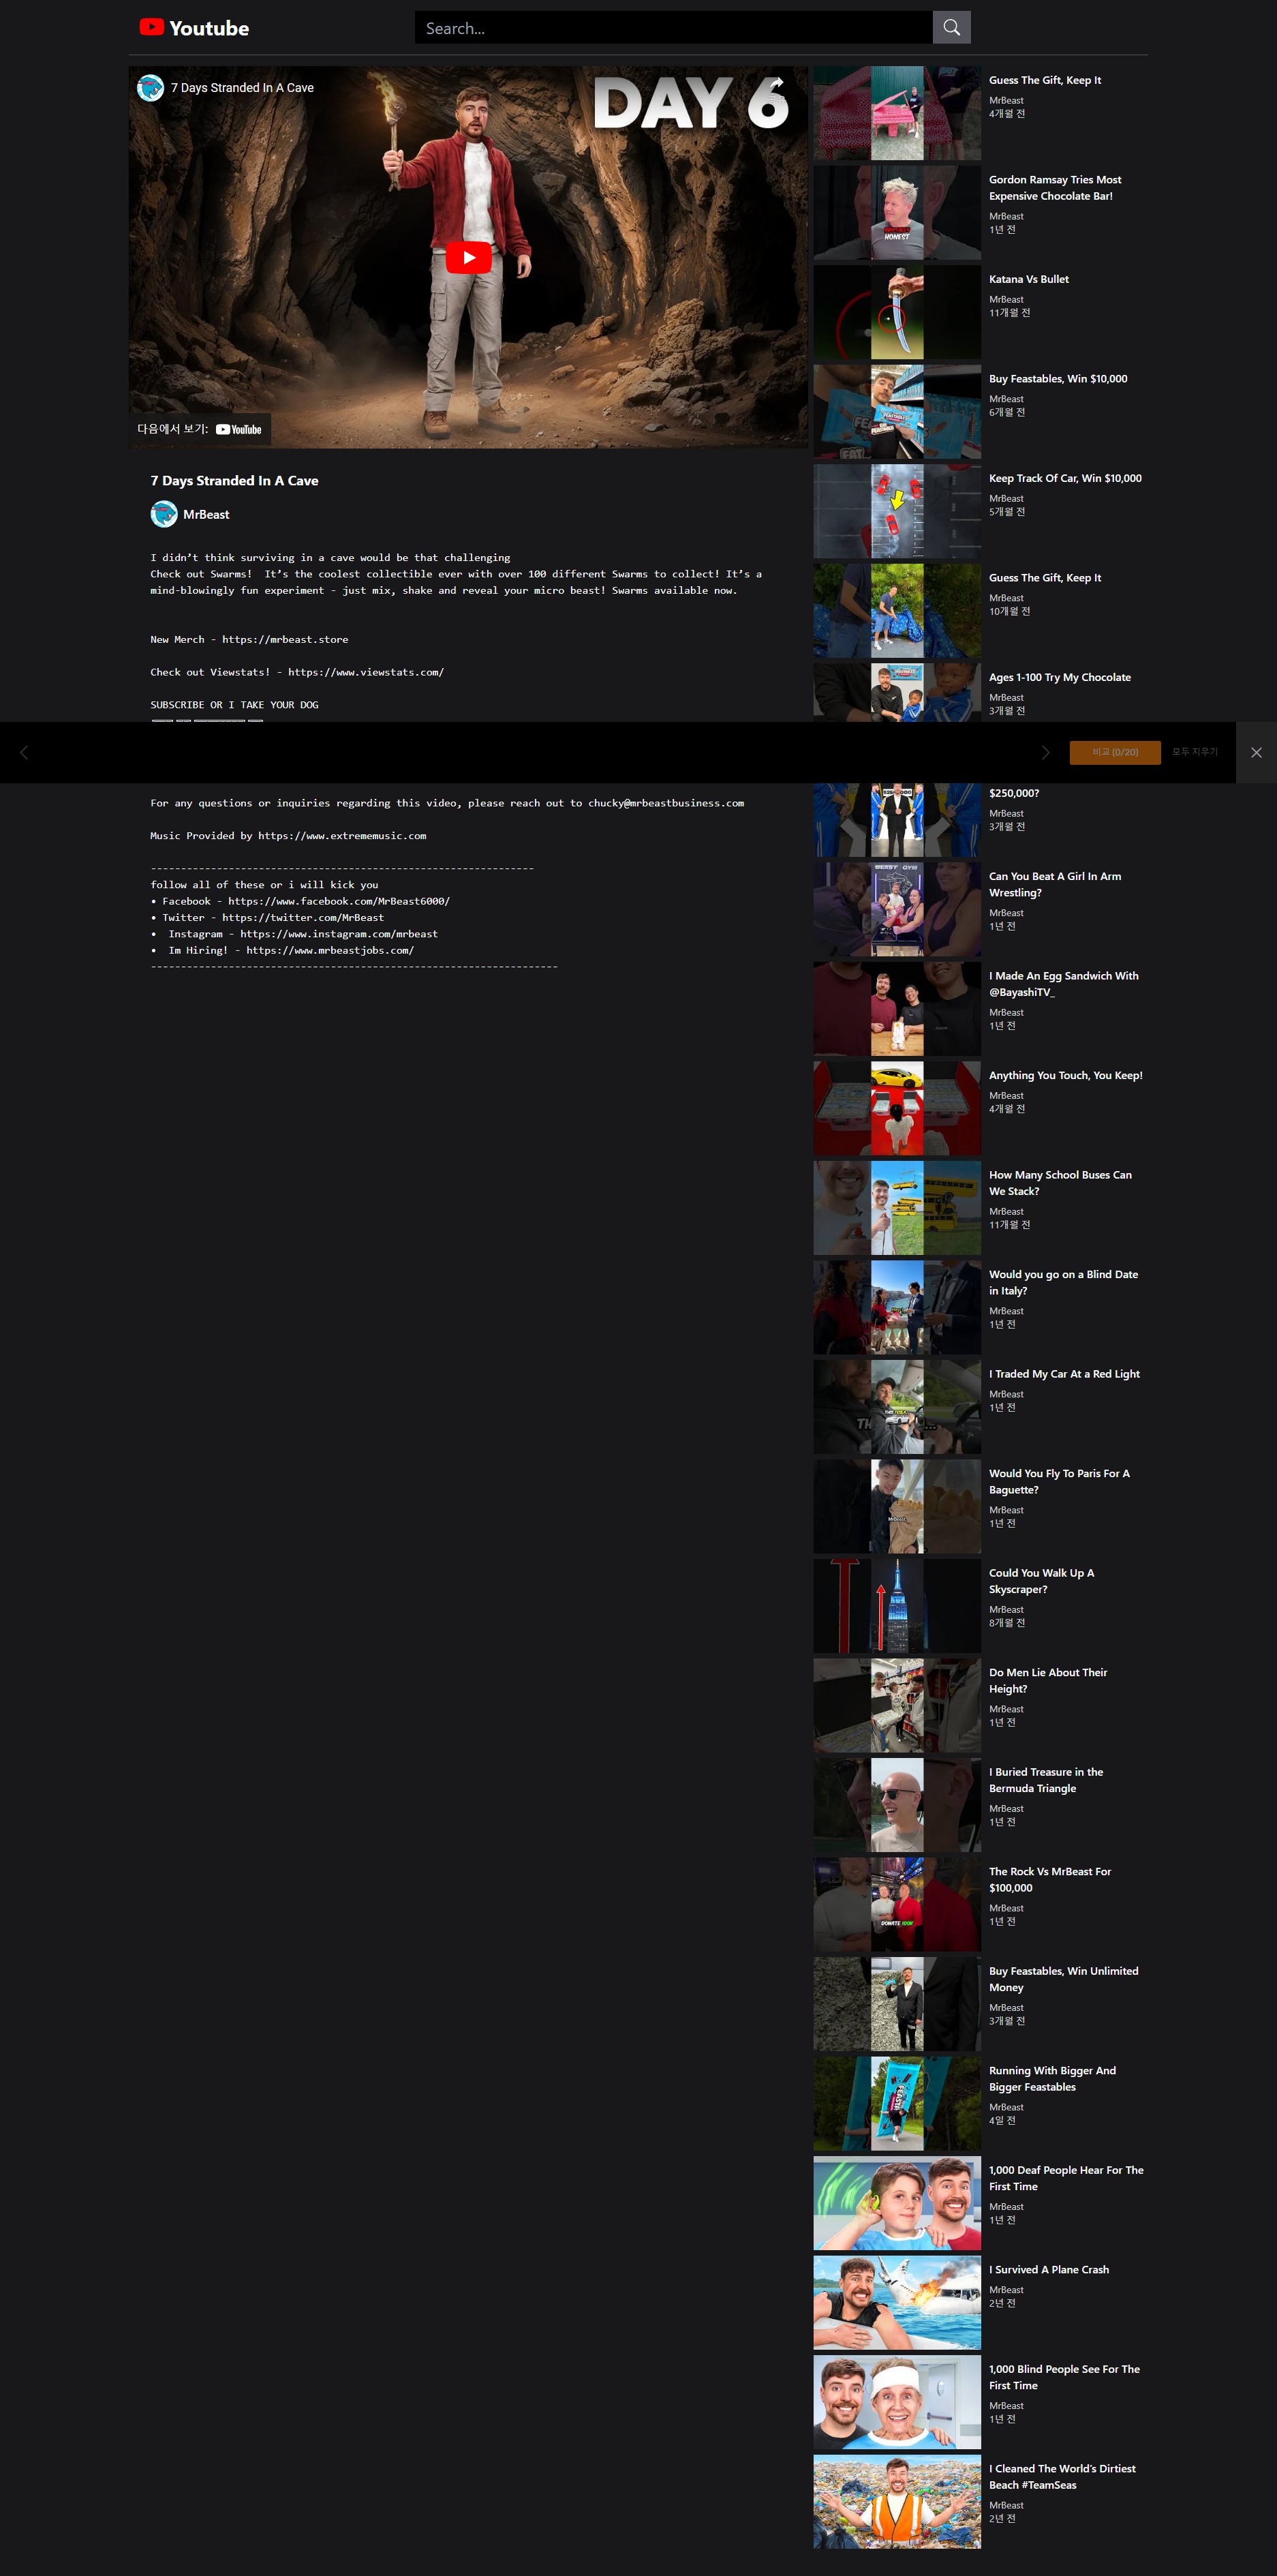 Youtube
Search...
7 Days Stranded In A Cave
DAY 6
다음에서 보기: YouTube
7 Days Stranded In A Cave
MrBeast
I didn’t think surviving in a cave would be that challenging
Check out Swarms!  It’s the coolest collectible ever with over 100 different Swarms to collect! It’s a
mind-blowingly fun experiment - just mix, shake and reveal your micro beast! Swarms available now.
New Merch - https://mrbeast.store
Check out Viewstats! - https://www.viewstats.com/
SUBSCRIBE OR I TAKE YOUR DOG
For any questions or inquiries regarding this video, please reach out to chucky@mrbeastbusiness.com
Music Provided by https://www.extrememusic.com
----------------------------------------------------------------
follow all of these or i will kick you
• Facebook - https://www.facebook.com/MrBeast6000/
• Twitter - https://twitter.com/MrBeast
•  Instagram - https://www.instagram.com/mrbeast
•  Im Hiring! - https://www.mrbeastjobs.com/
--------------------------------------------------------------------
Guess The Gift, Keep It
MrBeast
4개월 전
HONEST
Gordon Ramsay Tries Most
Expensive Chocolate Bar!
MrBeast
1년 전
Katana Vs Bullet
MrBeast
11개월 전
Buy Feastables, Win $10,000
MrBeast
6개월 전
Keep Track Of Car, Win $10,000
MrBeast
5개월 전
Guess The Gift, Keep It
MrBeast
10개월 전
Ages 1-100 Try My Chocolate
MrBeast
3개월 전
비교 (0/20)
모두 지우기
$250,000?
MrBeast
3개월 전
BEAST GYM
Can You Beat A Girl In Arm
Wrestling?
MrBeast
1년 전
I Made An Egg Sandwich With
@BayashiTV_
MrBeast
1년 전
Anything You Touch, You Keep!
MrBeast
4개월 전
How Many School Buses Can
We Stack?
MrBeast
11개월 전
Would you go on a Blind Date
in Italy?
MrBeast
1년 전
I Traded My Car At a Red Light
MrBeast
1년 전
MrBeast
Would You Fly To Paris For A
Baguette?
MrBeast
1년 전
Could You Walk Up A
Skyscraper?
MrBeast
8개월 전
Do Men Lie About Their
Height?
MrBeast
1년 전
I Buried Treasure in the
Bermuda Triangle
MrBeast
1년 전
DONATE 100K
The Rock Vs MrBeast For
$100,000
MrBeast
1년 전
Buy Feastables, Win Unlimited
Money
MrBeast
3개월 전
Running With Bigger And
Bigger Feastables
MrBeast
4일 전
1,000 Deaf People Hear For The
First Time
MrBeast
1년 전
I Survived A Plane Crash
MrBeast
2년 전
1,000 Blind People See For The
First Time
MrBeast
1년 전
I Cleaned The World’s Dirtiest
Beach #TeamSeas
MrBeast
2년 전